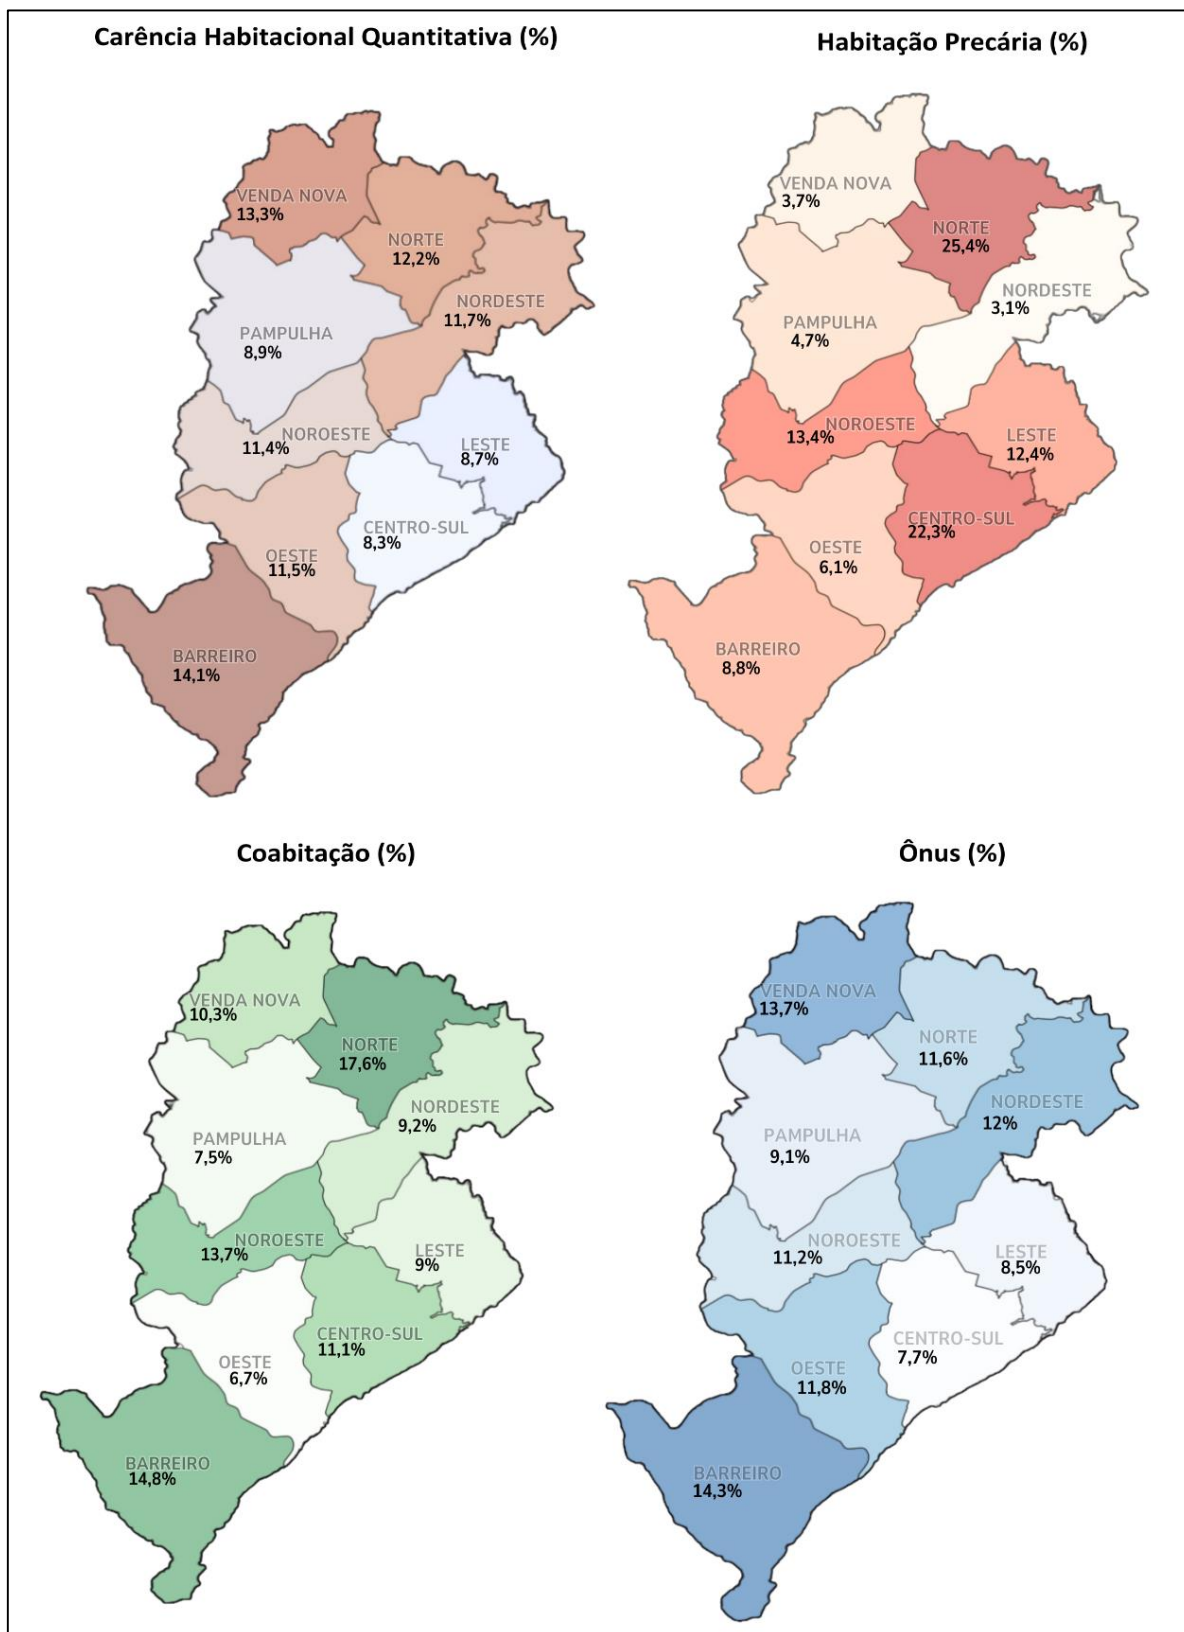 Carência Habitacional Quantitativa (%)
VENDA NOVA
13,3%
NORTE
12,2%
NORDESTE
11,7%
PAMPULHA
8,9%
NOROESTE
11,4%
LESTE
8,7%
CENTRO-SUL
8,3%
OESTE
11,5%
BARREIRO
14,1%
Habitação Precária (%)
VENDA NOVA
3,7%
NORTE
25,4%
NORDESTE
3,1%
PAMPULHA
4,7%
NOROESTE
13,4%
LESTE
12,4%
CENTRO-SUL
22,3%
OESTE
6,1%
BARREIRO
8,8%
Coabitação (%)
VENDA NOVA
10,3%
NORTE
17,6%
NORDESTE
9,2%
PAMPULHA
7,5%
NOROESTE
13,7%
LESTE
9%
CENTRO-SUL
11,1%
OESTE
6,7%
BARREIRO
14,8%
Ônus (%)
VENDA NOVA
13,7%
NORTE
11,6%
NORDESTE
12%
PAMPULHA
9,1%
NOROESTE
11,2%
LESTE
8,5%
CENTRO-SUL
7,7%
OESTE
11,8%
BARREIRO
14,3%